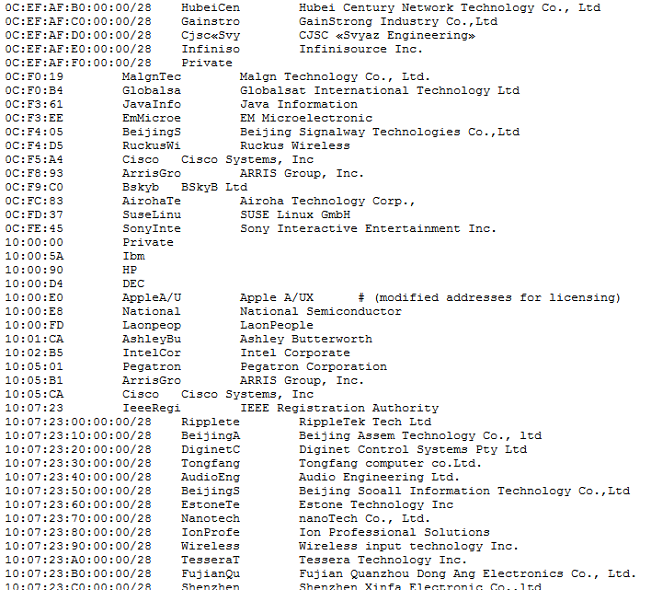 0C:EF:AF:B0:00:00/28 HubeiCen Hubei Century Network Technology Co., Ltd
0C:EF:AF:C0:00:00/28 Gainstro GainStrong Industry Co.,Ltd
0C:EF:AF:D0:00:00/28 Cjsc«Svy CJSC «Svyaz Engineering»
0C:EF:AF:E0:00:00/28 Infiniso Infinisource Inc.
0C:EF:AF:F0:00:00/28 Private
0C:F0:19 MalgnTec Malgn Technology Co., Ltd.
0C:F0:B4 Globalsa Globalsat International Technology Ltd
0C:F3:61 JavaInfo Java Information
0C:F3:EE EmMicroe EM Microelectronic
0C:F4:05 BeijingS Beijing Signalway Technologies Co.,Ltd
0C:F4:D5 RuckusWi Ruckus Wireless
0C:F5:A4 Cisco Cisco Systems, Inc
0C:F8:93 ArrisGro ARRIS Group, Inc.
0C:F9:C0 Bskyb BSkyB Ltd
0C:FC:83 AirohaTe Airoha Technology Corp.,
0C:FD:37 SuseLinu SUSE Linux GmbH
0C:FE:45 SonyInte Sony Interactive Entertainment Inc.
10:00:00 Private
10:00:5A Ibm
10:00:90 HP
10:00:D4 DEC
10:00:E0 AppleA/U Apple A/UX # (modified addresses for licensing)
10:00:E8 National National Semiconductor
10:00:FD Laonpeop LaonPeople
10:01:CA AshleyBu Ashley Butterworth
10:02:B5 IntelCor Intel Corporate
10:05:01 Pegatron Pegatron Corporation
10:05:B1 ArrisGro ARRIS Group, Inc.
10:05:CA Cisco Cisco Systems, Inc
10:07:23 IeeeRegi IEEE Registration Authority
10:07:23:00:00:00/28 Ripplete RippleTek Tech Ltd
10:07:23:10:00:00/28 BeijingA Beijing Assem Technology Co., ltd
10:07:23:20:00:00/28 DiginetC Diginet Control Systems Pty Ltd
10:07:23:30:00:00/28 Tongfang Tongfang computer co.Ltd.
10:07:23:40:00:00/28 AudioEng Audio Engineering Ltd.
10:07:23:50:00:00/28 BeijingS Beijing Sooall Information Technology Co.,Ltd
10:07:23:60:00:00/28 EstoneTe Estone Technology Inc
10:07:23:70:00:00/28 Nanotech nanoTech Co., Ltd.
10:07:23:80:00:00/28 IonProfe Ion Professional Solutions
10:07:23:90:00:00/28 Wireless Wireless input technology Inc.
10:07:23:A0:00:00/28 TesseraT Tessera Technology Inc.
10:07:23:B0:00:00/28 FujianQu Fujian Quanzhou Dong Ang Electronics Co., Ltd.
10:07:23:C0:00:00/28 Shenzhen Shenzhen Xinfa Electronic Co.,ltd